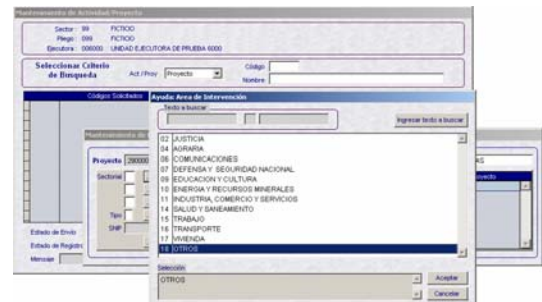 Mantenimiento de Actividad/Proyecto
Sector : 99 FICTICIO
Pliego : 099 FICTICIO
Ejecutora : 006000 UNIDAD EJECUTORA DE PRUEBA 6000
Seleccionar Criterio de Busqueda
Act./Proy Proyecto
Código
Nombre
Códigos Solicitados
Ayuda: Area de Intervención
Texto a buscar
Ingresar texto a buscar
02 JUSTICIA
04 AGRARIA
06 COMUNICACIONES
07 DEFENSA Y SEGURIDAD NACIONAL
09 EDUCACION Y CULTURA
10 ENERGIA Y RECURSOS MINERALES
11 INDUSTRIA, COMERCIO Y SERVICIOS
14 SALUD Y SANEAMIENTO
15 TRABAJO
16 TRANSPORTE
17 VIVIENDA
18 OTROS
Selección
OTROS
Aceptar
Cancelar
Mantenimiento de
Proyecto
Sectorial
Tipo
SNIP
AS
Estado de Envío
Estado de Registro
Mensaje